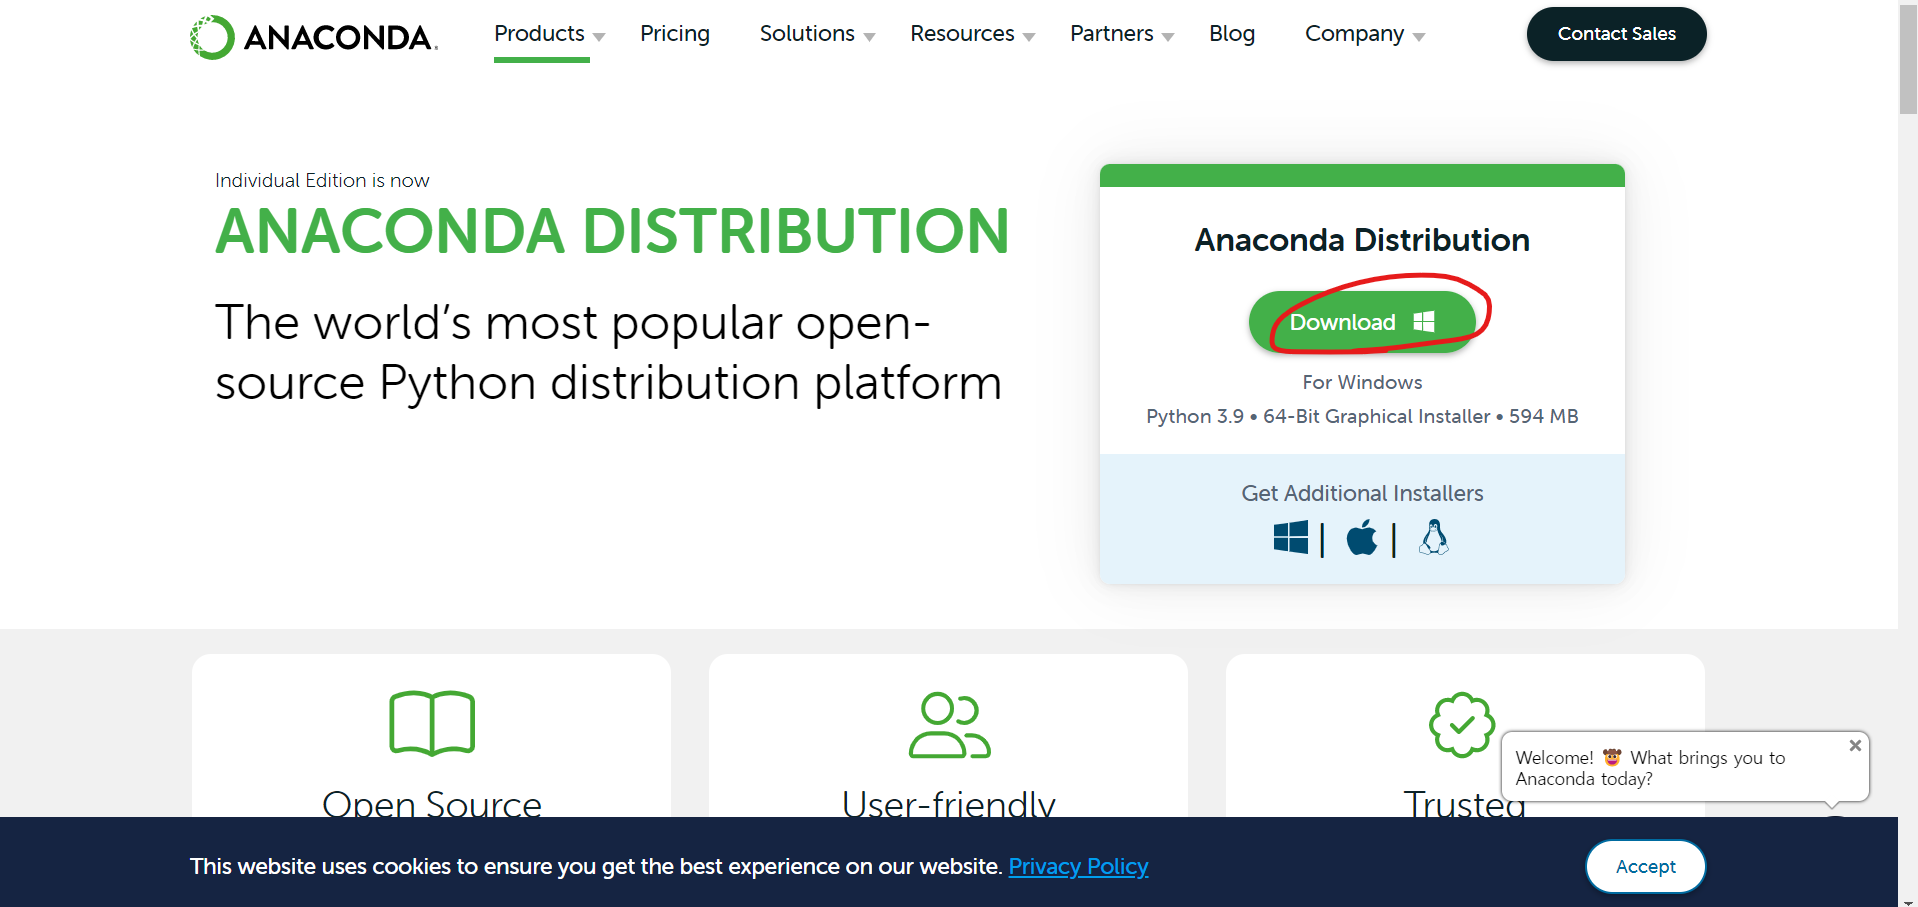 ANACONDA.
Products
Pricing
Solutions
Resources
Partners
Blog
Company
Contact Sales
Individual Edition is now
ANACONDA DISTRIBUTION
The world’s most popular open-
source Python distribution platform
Anaconda Distribution
Download
For Windows
Python 3.9 • 64-Bit Graphical Installer • 594 MB
Get Additional Installers
| |
Open Source
User-friendly
Trusted
Welcome! 🤠 What brings you to
Anaconda today?
This website uses cookies to ensure you get the best experience on our website. Privacy Policy
Accept